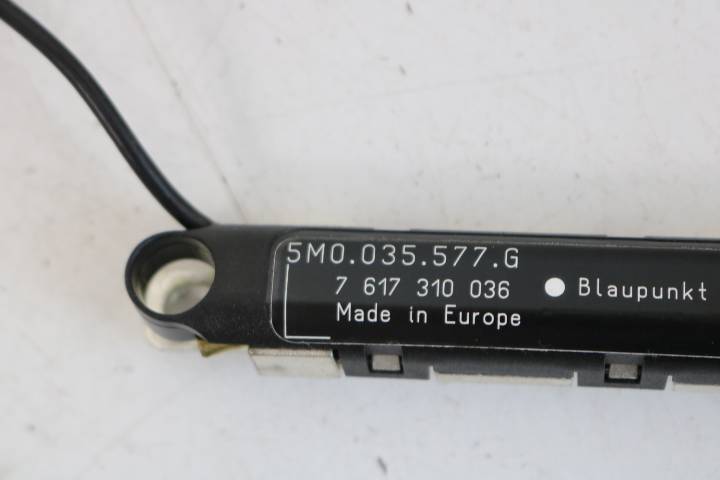 5M0.035.577.G
7 617 310 036 Blaupunkt
Made in Europe